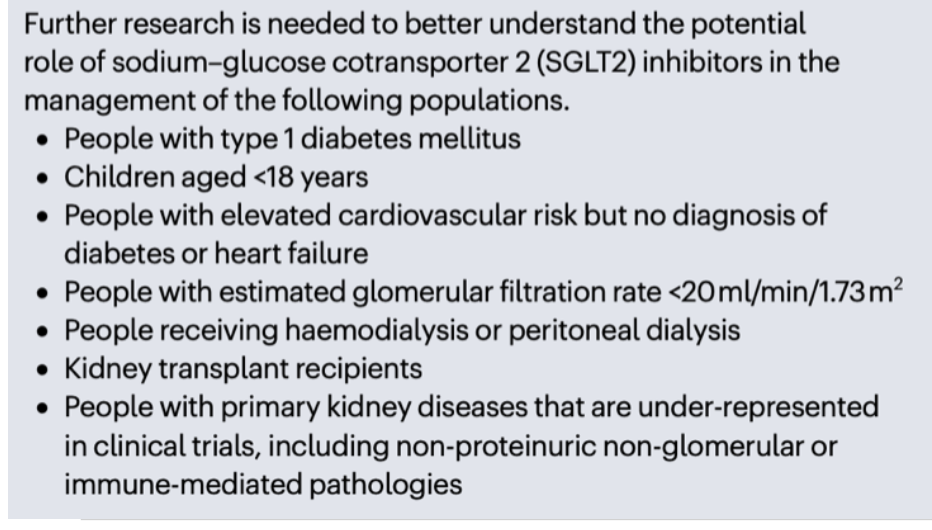 Further research is needed to better understand the potential
role of sodium–glucose cotransporter 2 (SGLT2) inhibitors in the
management of the following populations.
• People with type 1 diabetes mellitus
• Children aged <18 years
• People with elevated cardiovascular risk but no diagnosis of
diabetes or heart failure
• People with estimated glomerular filtration rate <20 ml/min/1.73 m²
• People receiving haemodialysis or peritoneal dialysis
• Kidney transplant recipients
• People with primary kidney diseases that are under-represented
in clinical trials, including non-proteinuric non-glomerular or
immune-mediated pathologies